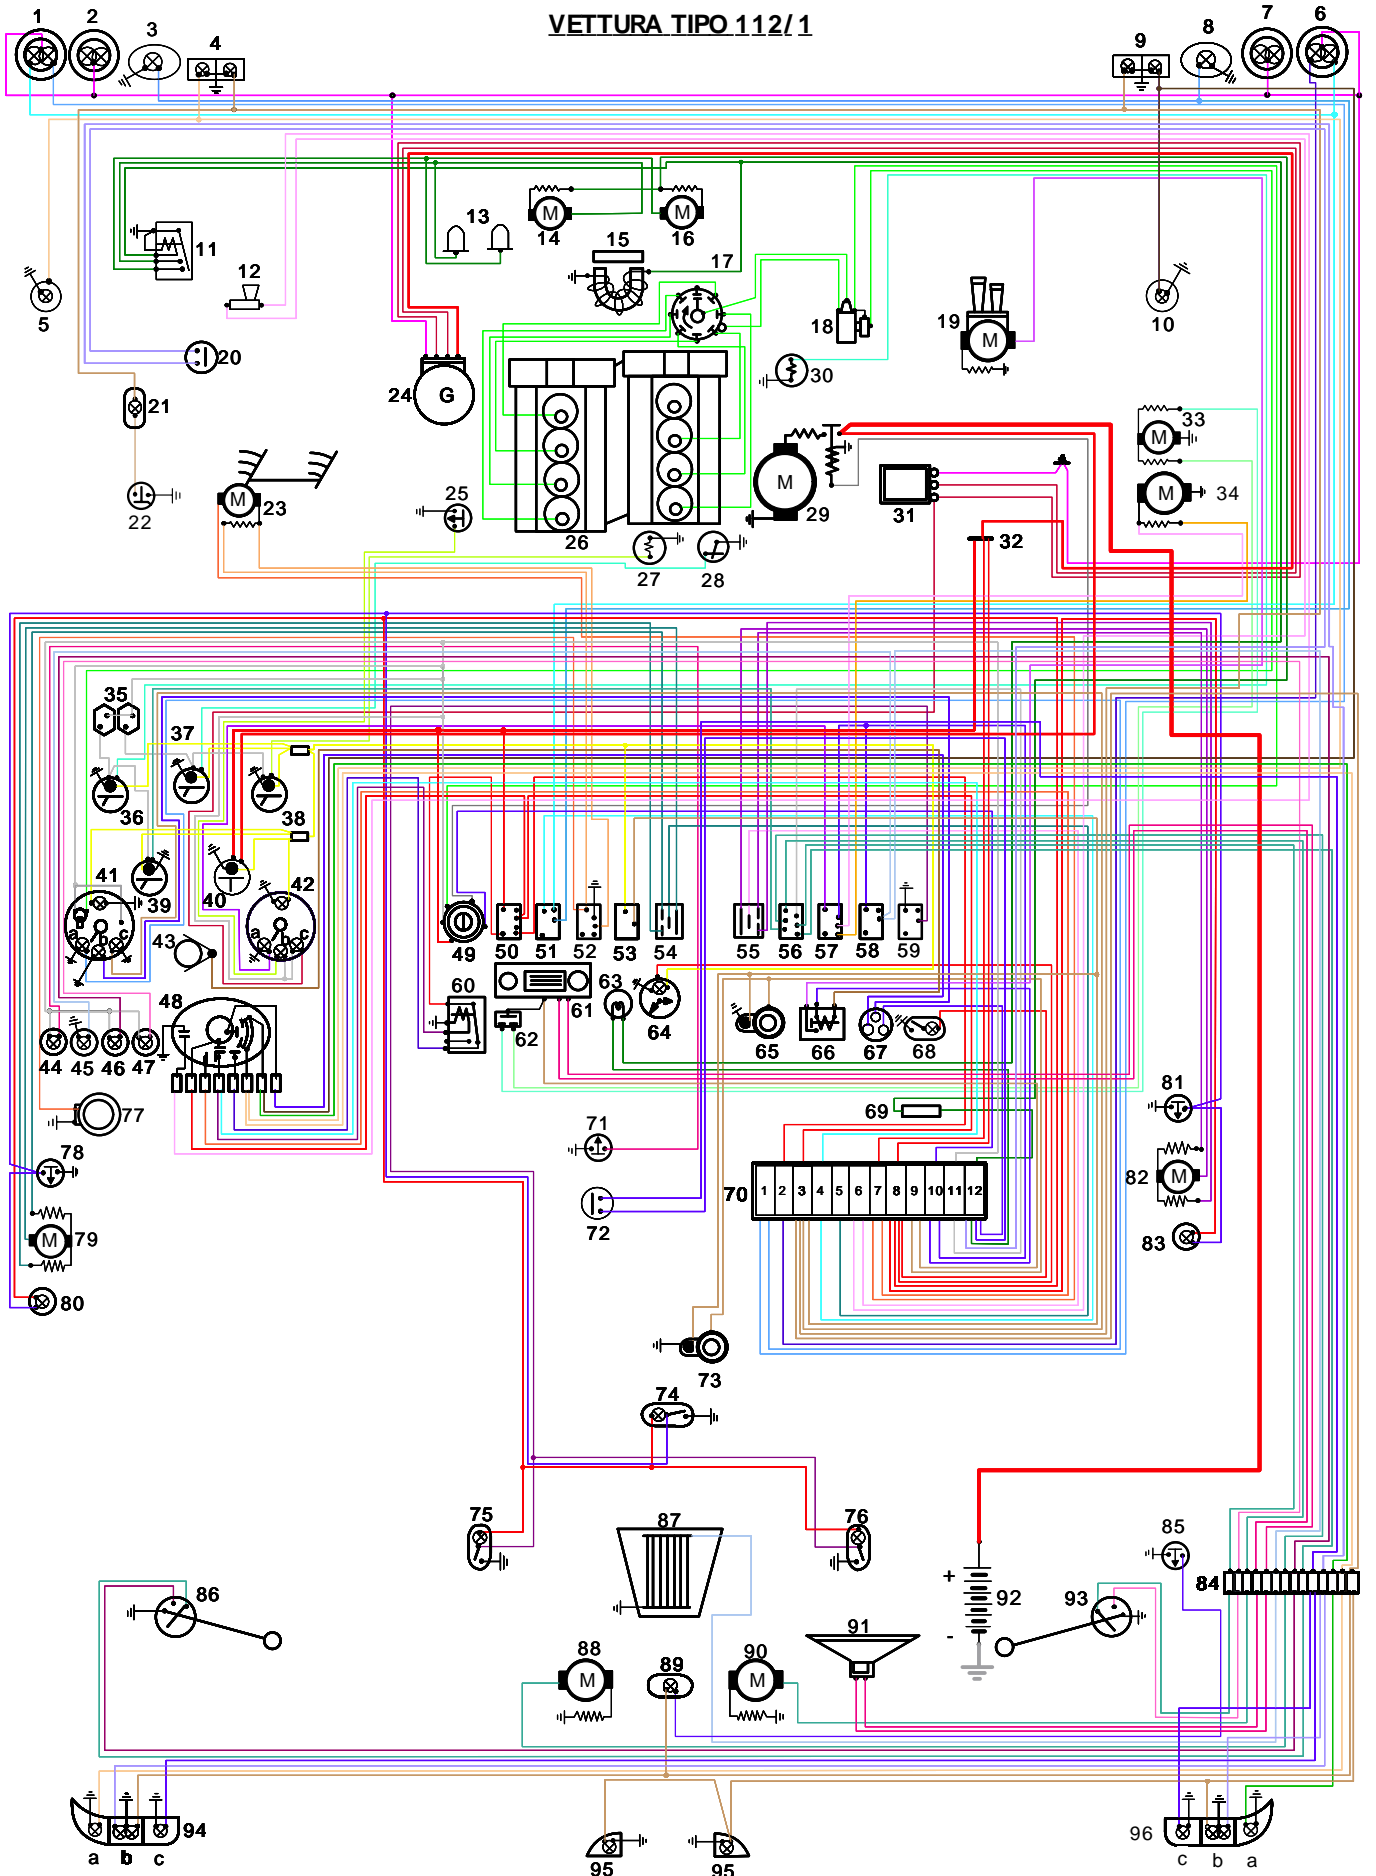 VETTURA TIPO 112/1
1 2 3 4 9 8 7 6
11 12 13 14 15 16 17 18 19 10
M M
5 20 21 22 23 24 G 25 26 27 28 29 30 31 32 33 34
M M M M M
35 37 36 38 39 40 41 42 43
a b c
a b c
49 50 51 52 53 54 55 56 57 58 59
48 60 61 62 63 64 65 66 67 68
44 45 46 47
77 78 79 80
M
69
70 1 2 3 4 5 6 7 8 9 10 11 12
71 72 73 74 75 76
81 82 83
M
84 85 86 87 88 89 90 91 92 93
M M
+
-
94 95 95 96
a b c
c b a